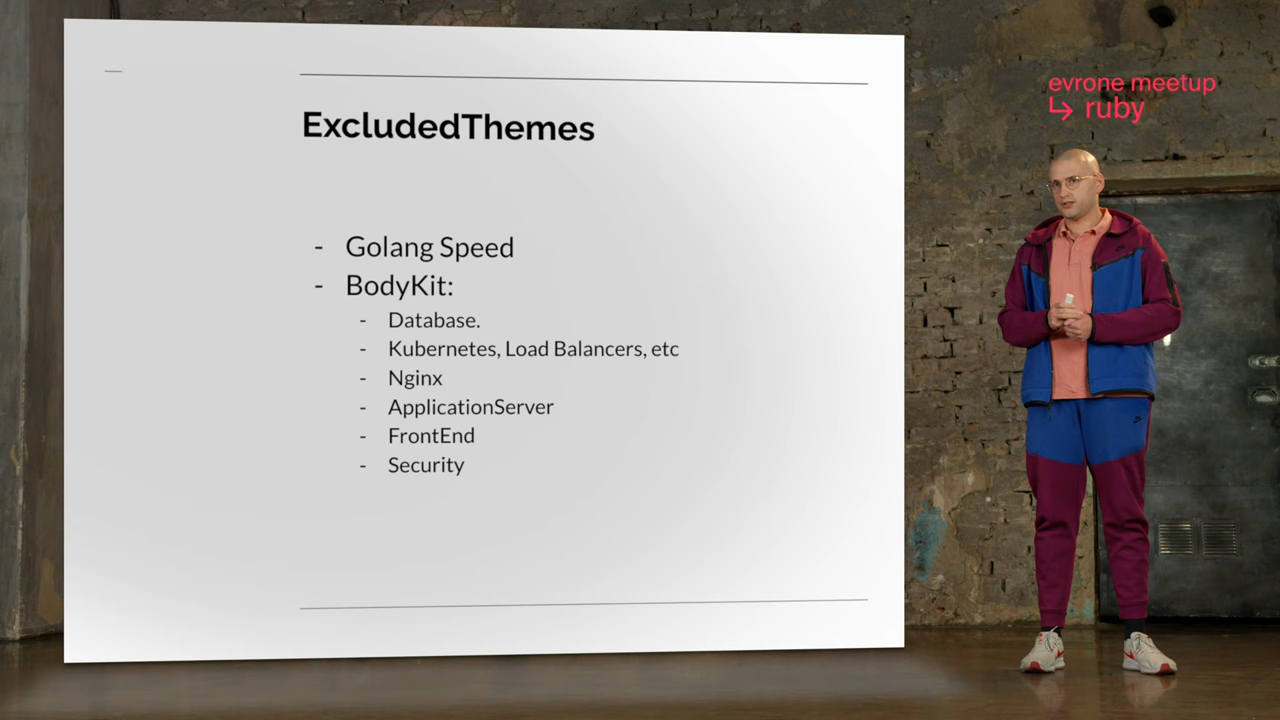 ExcludedThemes
- Golang Speed
- BodyKit:
- Database.
- Kubernetes, Load Balancers, etc
- Nginx
- ApplicationServer
- FrontEnd
- Security
evrone meetup
↳ ruby